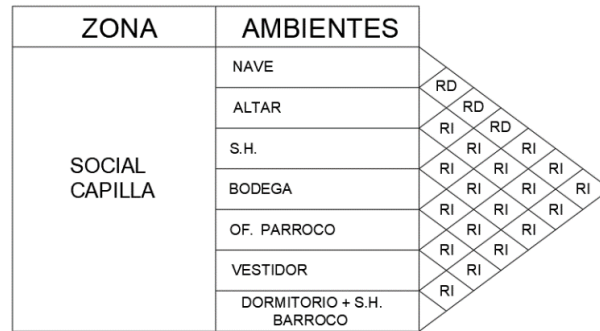 ZONA AMBIENTES
SOCIAL
CAPILLA
NAVE
ALTAR
S.H.
BODEGA
OF. PARROCO
VESTIDOR
DORMITORIO + S.H.
BARROCO
RD
RD
RI RD
RI RI
RI RI RI
RI RI RI
RI RI RI
RI RI
RI RI
RI
RI